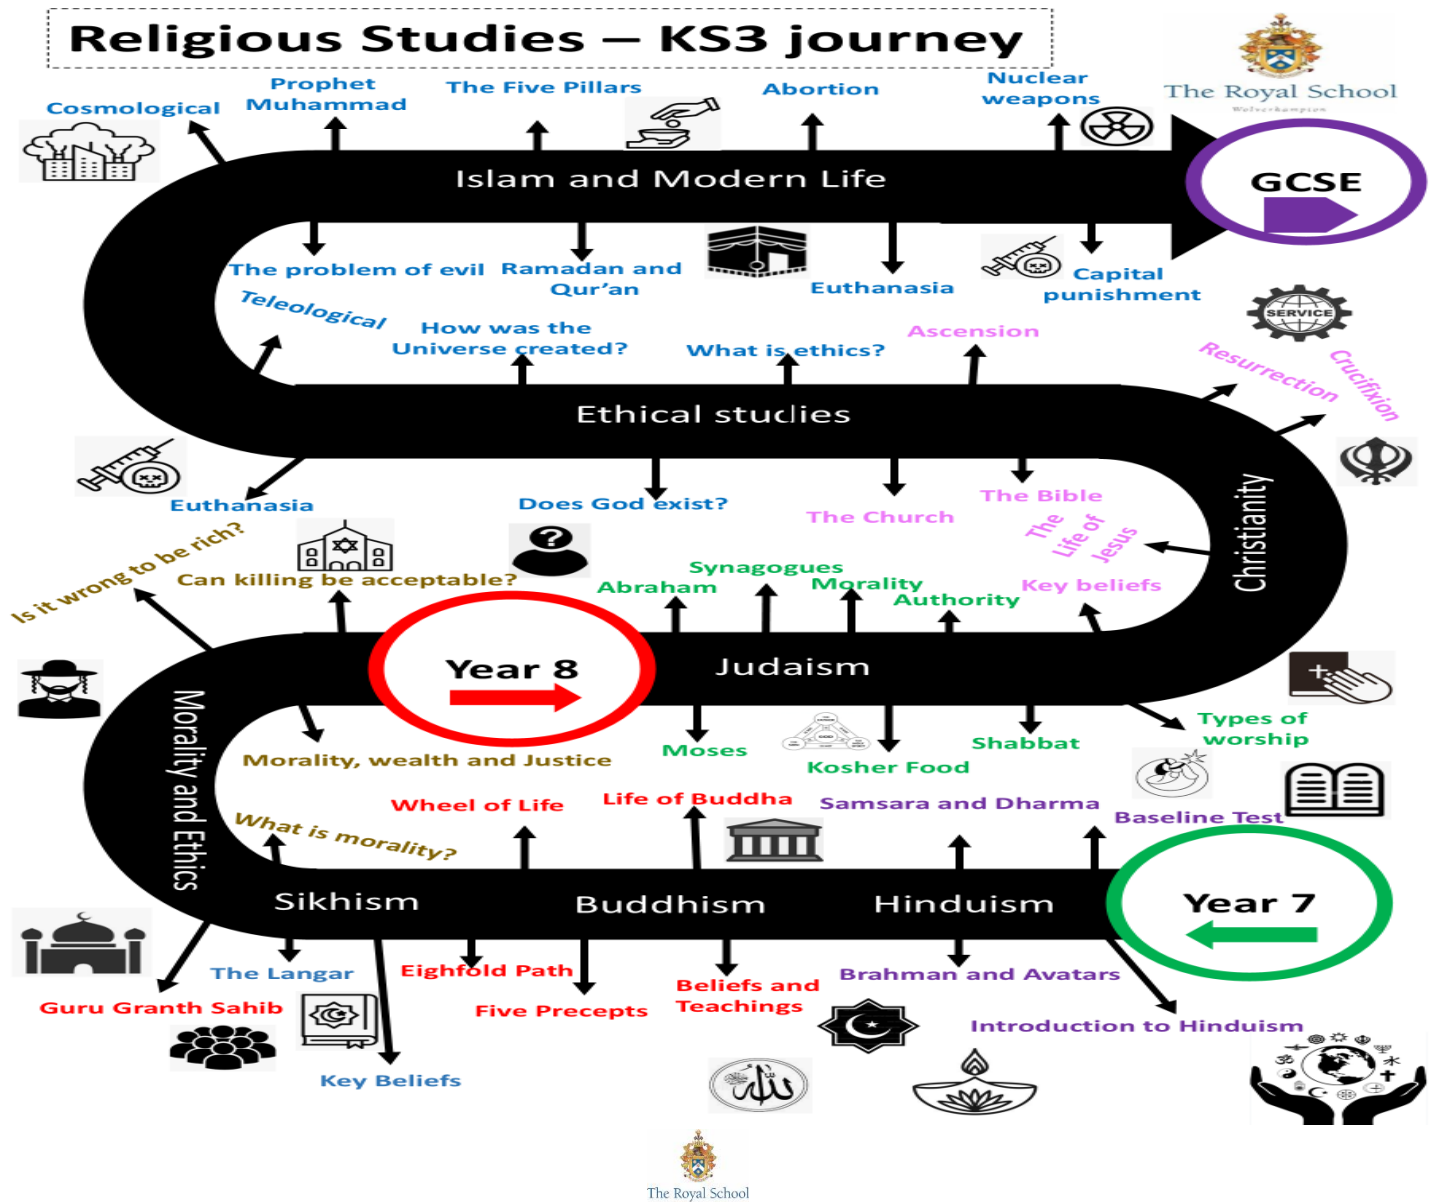 Religious Studies – KS3 journey
The Royal School
Wolverhampton
Cosmological
Prophet
Muhammad
The Five Pillars
Abortion
Nuclear
weapons
Islam and Modern Life
GCSE
The problem of evil
Ramadan and
Qur’an
Euthanasia
Capital
punishment
Teleological
How was the
Universe created?
What is ethics?
Ascension
SERVICE
Resurrection
Crucifixion
Ethical studies
Euthanasia
Does God exist?
The Church
The Bible
The
Life of
Jesus
Christianity
Is it wrong to be rich?
Can killing be acceptable?
Abraham
Synagogues
Morality
Authority
Key beliefs
Year 8
Judaism
Morality and Ethics
Morality, wealth and Justice
Moses
GOD
Kosher Food
Shabbat
Types of
worship
What is morality?
Wheel of Life
Life of Buddha
Samsara and Dharma
Baseline Test
Sikhism
Buddhism
Hinduism
Year 7
Guru Granth Sahib
The Langar
Key Beliefs
Eighfold Path
Five Precepts
Beliefs and
Teachings
Brahman and Avatars
Introduction to Hinduism
الله
The Royal School